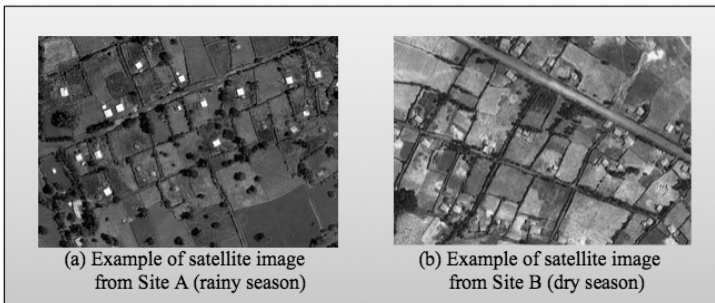 (a) Example of satellite image
from Site A (rainy season)
(b) Example of satellite image
from Site B (dry season)